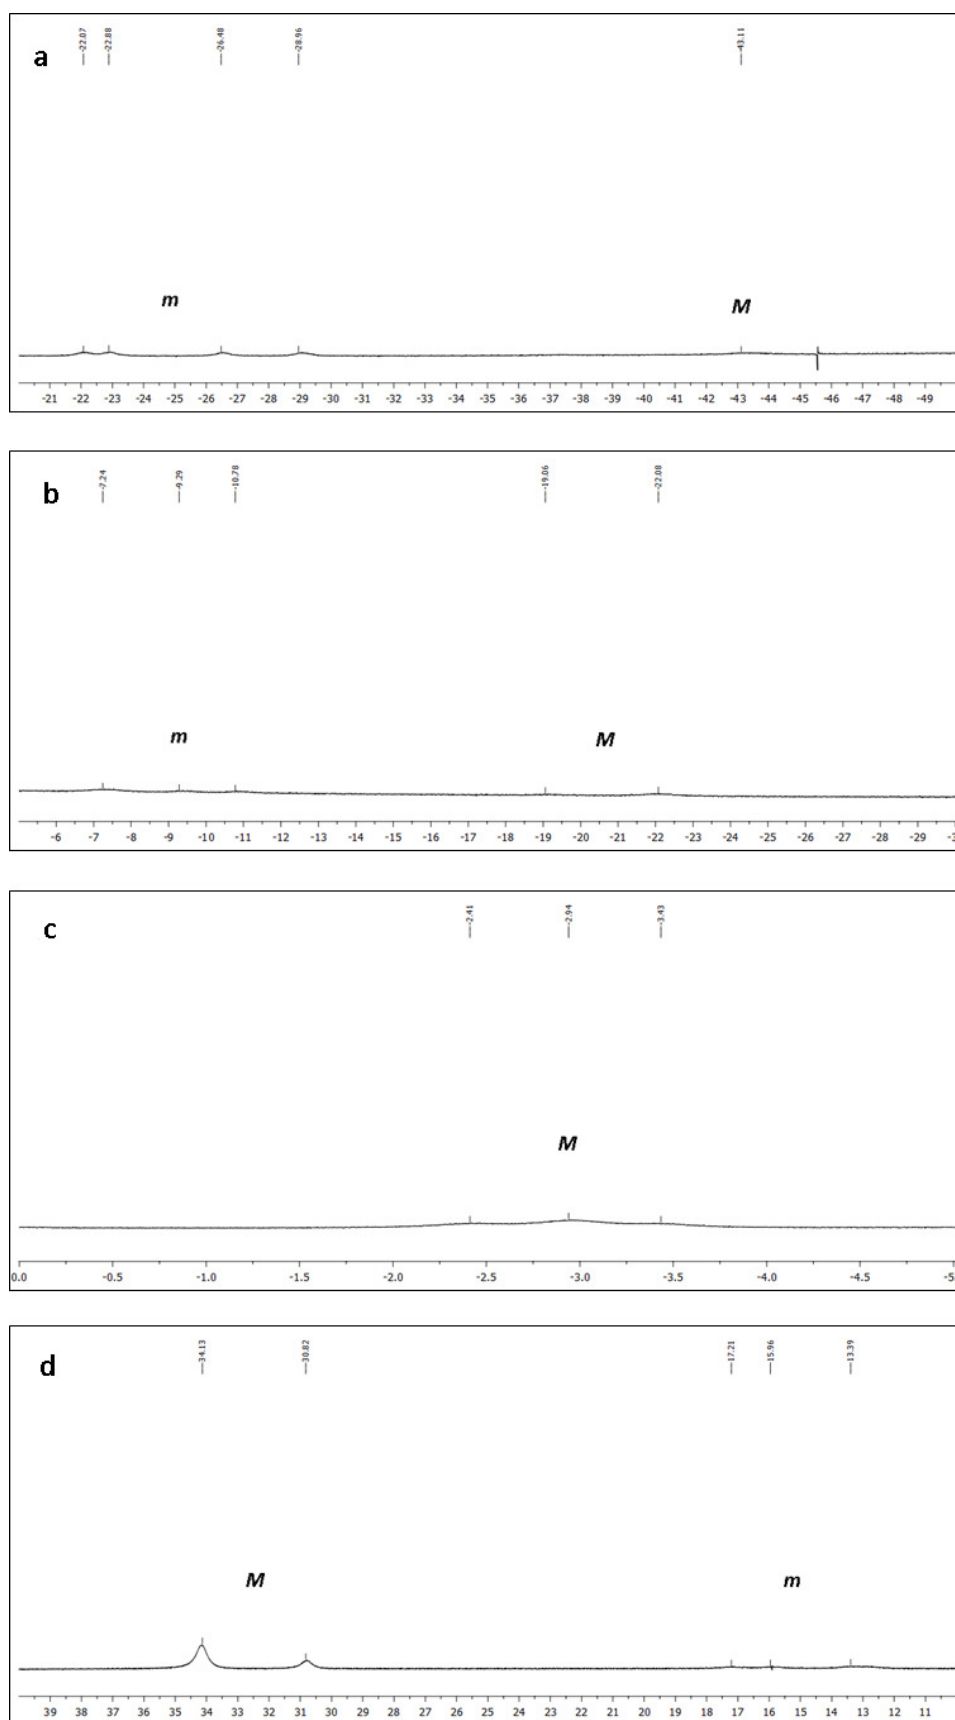 -22.07 -22.88 -26.48 -28.96 -43.11
a
m M
-21 -22 -23 -24 -25 -26 -27 -28 -29 -30 -31 -32 -33 -34 -35 -36 -37 -38 -39 -40 -41 -42 -43 -44 -45 -46 -47 -48 -49
-7.24 -9.29 -10.78 -19.06 -22.08
b
m M
-6 -7 -8 -9 -10 -11 -12 -13 -14 -15 -16 -17 -18 -19 -20 -21 -22 -23 -24 -25 -26 -27 -28 -29 -3
-2.41 -2.94 -3.43
c
M
0.0 -0.5 -1.0 -1.5 -2.0 -2.5 -3.0 -3.5 -4.0 -4.5 -5.
34.13 30.82 17.21 15.96 13.39
d
M m
39 38 37 36 35 34 33 32 31 30 29 28 27 26 25 24 23 22 21 20 19 18 17 16 15 14 13 12 11